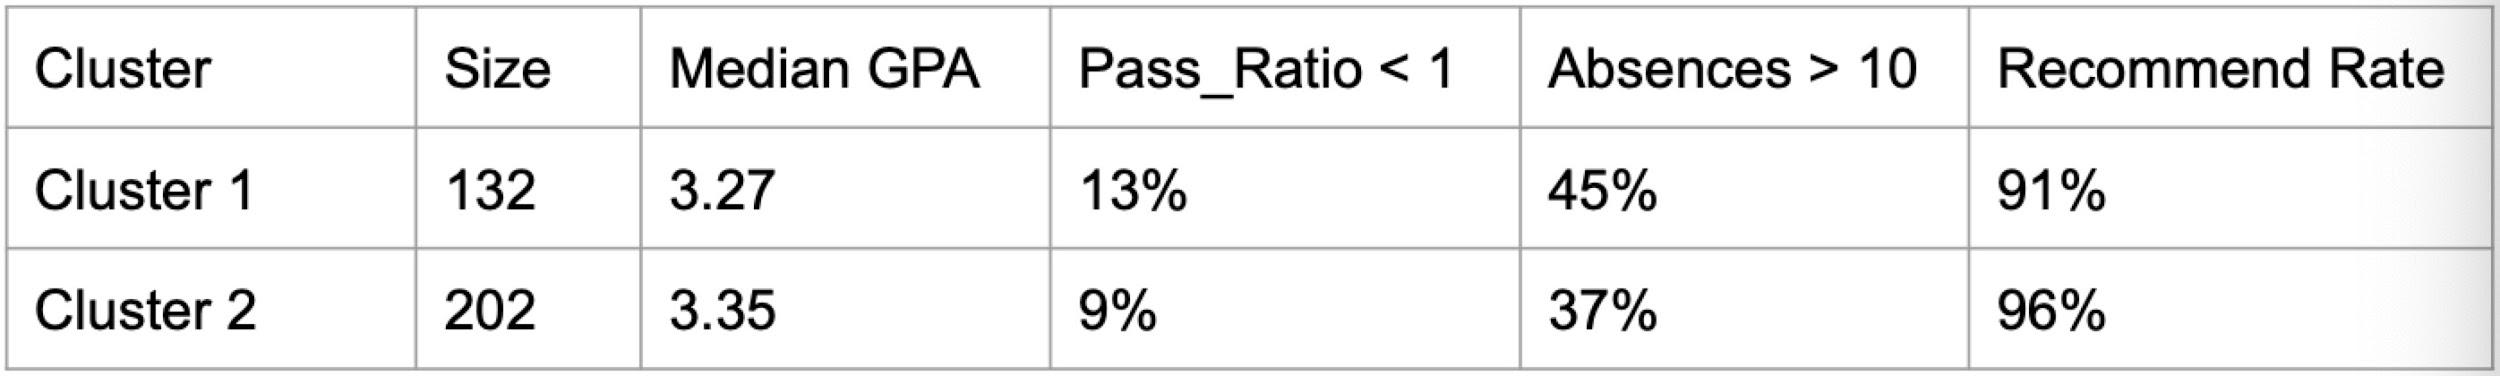 Cluster Size Median GPA Pass_Ratio < 1 Absences > 10 Recommend Rate
Cluster 1 132 3.27 13% 45% 91%
Cluster 2 202 3.35 9% 37% 96%